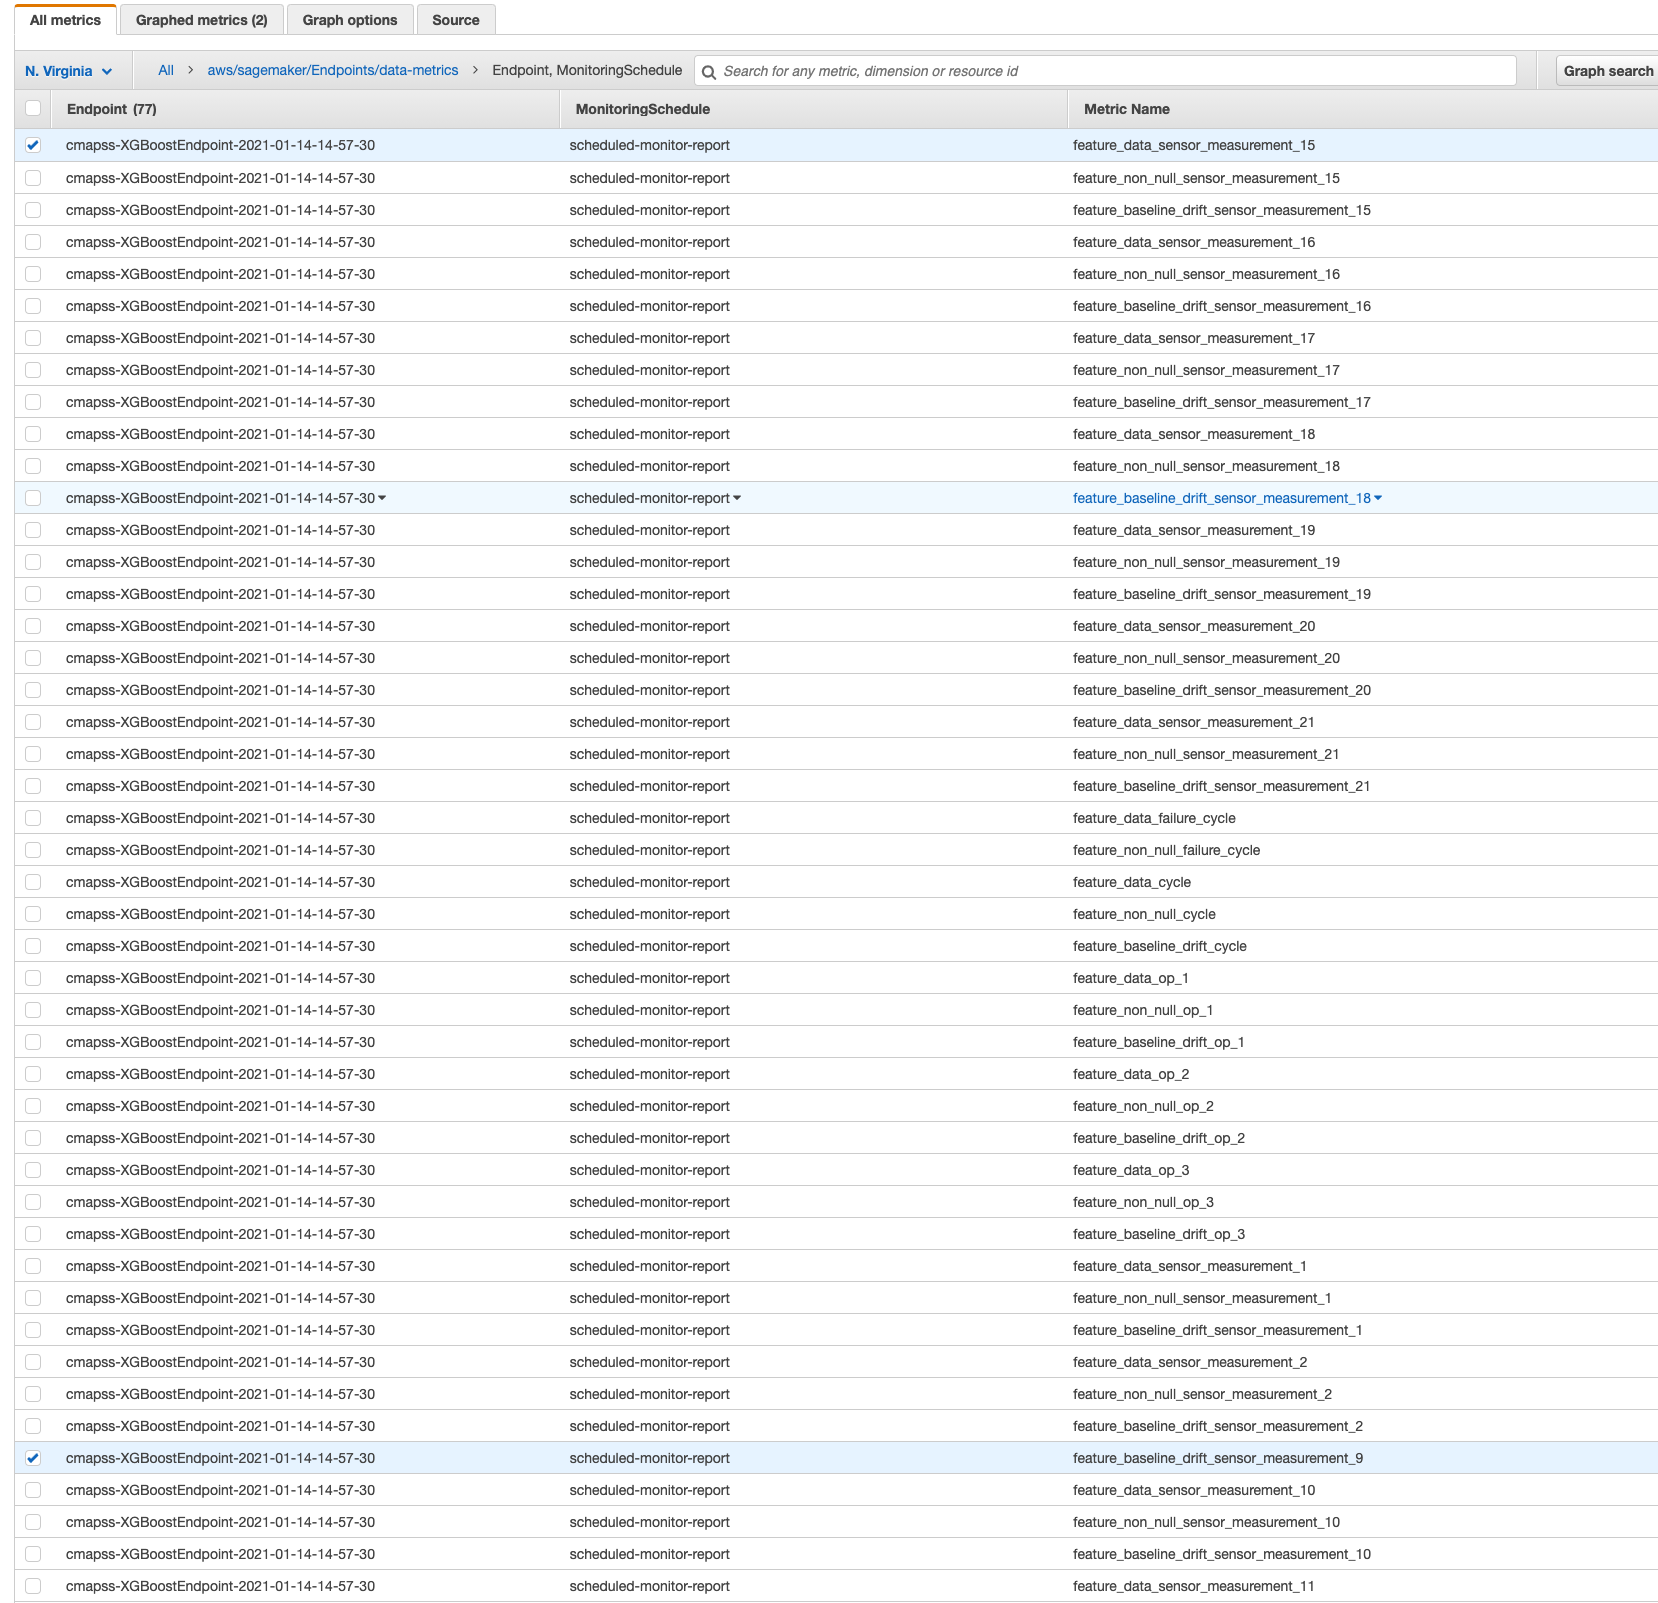 All metrics Graphed metrics (2) Graph options Source
N. Virginia All > aws/sagemaker/Endpoints/data-metrics > Endpoint, MonitoringSchedule Search for any metric, dimension or resource id Graph search
Endpoint (77) MonitoringSchedule Metric Name
cmapss-XGBoostEndpoint-2021-01-14-14-57-30 scheduled-monitor-report feature_data_sensor_measurement_15
cmapss-XGBoostEndpoint-2021-01-14-14-57-30 scheduled-monitor-report feature_non_null_sensor_measurement_15
cmapss-XGBoostEndpoint-2021-01-14-14-57-30 scheduled-monitor-report feature_baseline_drift_sensor_measurement_15
cmapss-XGBoostEndpoint-2021-01-14-14-57-30 scheduled-monitor-report feature_data_sensor_measurement_16
cmapss-XGBoostEndpoint-2021-01-14-14-57-30 scheduled-monitor-report feature_non_null_sensor_measurement_16
cmapss-XGBoostEndpoint-2021-01-14-14-57-30 scheduled-monitor-report feature_baseline_drift_sensor_measurement_16
cmapss-XGBoostEndpoint-2021-01-14-14-57-30 scheduled-monitor-report feature_data_sensor_measurement_17
cmapss-XGBoostEndpoint-2021-01-14-14-57-30 scheduled-monitor-report feature_non_null_sensor_measurement_17
cmapss-XGBoostEndpoint-2021-01-14-14-57-30 scheduled-monitor-report feature_baseline_drift_sensor_measurement_17
cmapss-XGBoostEndpoint-2021-01-14-14-57-30 scheduled-monitor-report feature_data_sensor_measurement_18
cmapss-XGBoostEndpoint-2021-01-14-14-57-30 scheduled-monitor-report feature_non_null_sensor_measurement_18
cmapss-XGBoostEndpoint-2021-01-14-14-57-30 scheduled-monitor-report feature_baseline_drift_sensor_measurement_18
cmapss-XGBoostEndpoint-2021-01-14-14-57-30 scheduled-monitor-report feature_data_sensor_measurement_19
cmapss-XGBoostEndpoint-2021-01-14-14-57-30 scheduled-monitor-report feature_non_null_sensor_measurement_19
cmapss-XGBoostEndpoint-2021-01-14-14-57-30 scheduled-monitor-report feature_baseline_drift_sensor_measurement_19
cmapss-XGBoostEndpoint-2021-01-14-14-57-30 scheduled-monitor-report feature_data_sensor_measurement_20
cmapss-XGBoostEndpoint-2021-01-14-14-57-30 scheduled-monitor-report feature_non_null_sensor_measurement_20
cmapss-XGBoostEndpoint-2021-01-14-14-57-30 scheduled-monitor-report feature_baseline_drift_sensor_measurement_20
cmapss-XGBoostEndpoint-2021-01-14-14-57-30 scheduled-monitor-report feature_data_sensor_measurement_21
cmapss-XGBoostEndpoint-2021-01-14-14-57-30 scheduled-monitor-report feature_non_null_sensor_measurement_21
cmapss-XGBoostEndpoint-2021-01-14-14-57-30 scheduled-monitor-report feature_baseline_drift_sensor_measurement_21
cmapss-XGBoostEndpoint-2021-01-14-14-57-30 scheduled-monitor-report feature_data_failure_cycle
cmapss-XGBoostEndpoint-2021-01-14-14-57-30 scheduled-monitor-report feature_non_null_failure_cycle
cmapss-XGBoostEndpoint-2021-01-14-14-57-30 scheduled-monitor-report feature_data_cycle
cmapss-XGBoostEndpoint-2021-01-14-14-57-30 scheduled-monitor-report feature_non_null_cycle
cmapss-XGBoostEndpoint-2021-01-14-14-57-30 scheduled-monitor-report feature_baseline_drift_cycle
cmapss-XGBoostEndpoint-2021-01-14-14-57-30 scheduled-monitor-report feature_data_op_1
cmapss-XGBoostEndpoint-2021-01-14-14-57-30 scheduled-monitor-report feature_non_null_op_1
cmapss-XGBoostEndpoint-2021-01-14-14-57-30 scheduled-monitor-report feature_baseline_drift_op_1
cmapss-XGBoostEndpoint-2021-01-14-14-57-30 scheduled-monitor-report feature_data_op_2
cmapss-XGBoostEndpoint-2021-01-14-14-57-30 scheduled-monitor-report feature_non_null_op_2
cmapss-XGBoostEndpoint-2021-01-14-14-57-30 scheduled-monitor-report feature_baseline_drift_op_2
cmapss-XGBoostEndpoint-2021-01-14-14-57-30 scheduled-monitor-report feature_data_op_3
cmapss-XGBoostEndpoint-2021-01-14-14-57-30 scheduled-monitor-report feature_non_null_op_3
cmapss-XGBoostEndpoint-2021-01-14-14-57-30 scheduled-monitor-report feature_baseline_drift_op_3
cmapss-XGBoostEndpoint-2021-01-14-14-57-30 scheduled-monitor-report feature_data_sensor_measurement_1
cmapss-XGBoostEndpoint-2021-01-14-14-57-30 scheduled-monitor-report feature_non_null_sensor_measurement_1
cmapss-XGBoostEndpoint-2021-01-14-14-57-30 scheduled-monitor-report feature_baseline_drift_sensor_measurement_1
cmapss-XGBoostEndpoint-2021-01-14-14-57-30 scheduled-monitor-report feature_data_sensor_measurement_2
cmapss-XGBoostEndpoint-2021-01-14-14-57-30 scheduled-monitor-report feature_non_null_sensor_measurement_2
cmapss-XGBoostEndpoint-2021-01-14-14-57-30 scheduled-monitor-report feature_baseline_drift_sensor_measurement_2
cmapss-XGBoostEndpoint-2021-01-14-14-57-30 scheduled-monitor-report feature_baseline_drift_sensor_measurement_9
cmapss-XGBoostEndpoint-2021-01-14-14-57-30 scheduled-monitor-report feature_data_sensor_measurement_10
cmapss-XGBoostEndpoint-2021-01-14-14-57-30 scheduled-monitor-report feature_non_null_sensor_measurement_10
cmapss-XGBoostEndpoint-2021-01-14-14-57-30 scheduled-monitor-report feature_baseline_drift_sensor_measurement_10
cmapss-XGBoostEndpoint-2021-01-14-14-57-30 scheduled-monitor-report feature_data_sensor_measurement_11